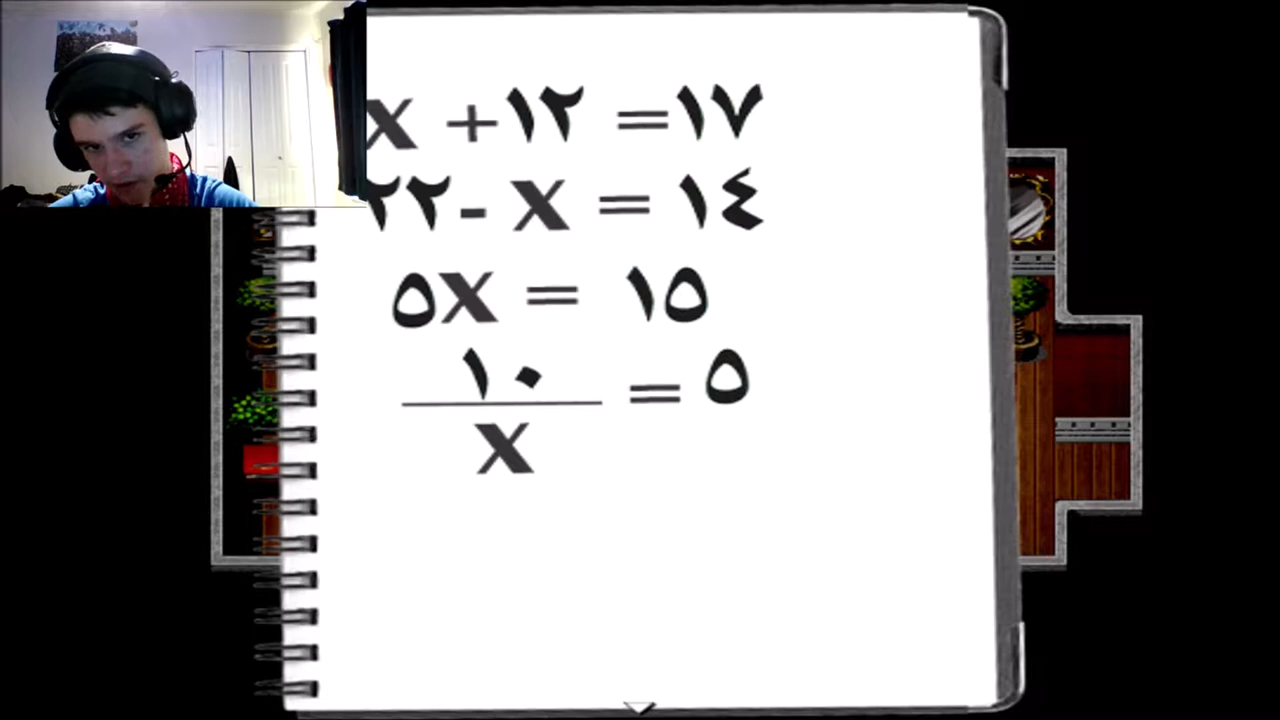 x +١٢ =١٧
٢٢- x = ١٤
٥x = ١٥
١٠
x
= ٥